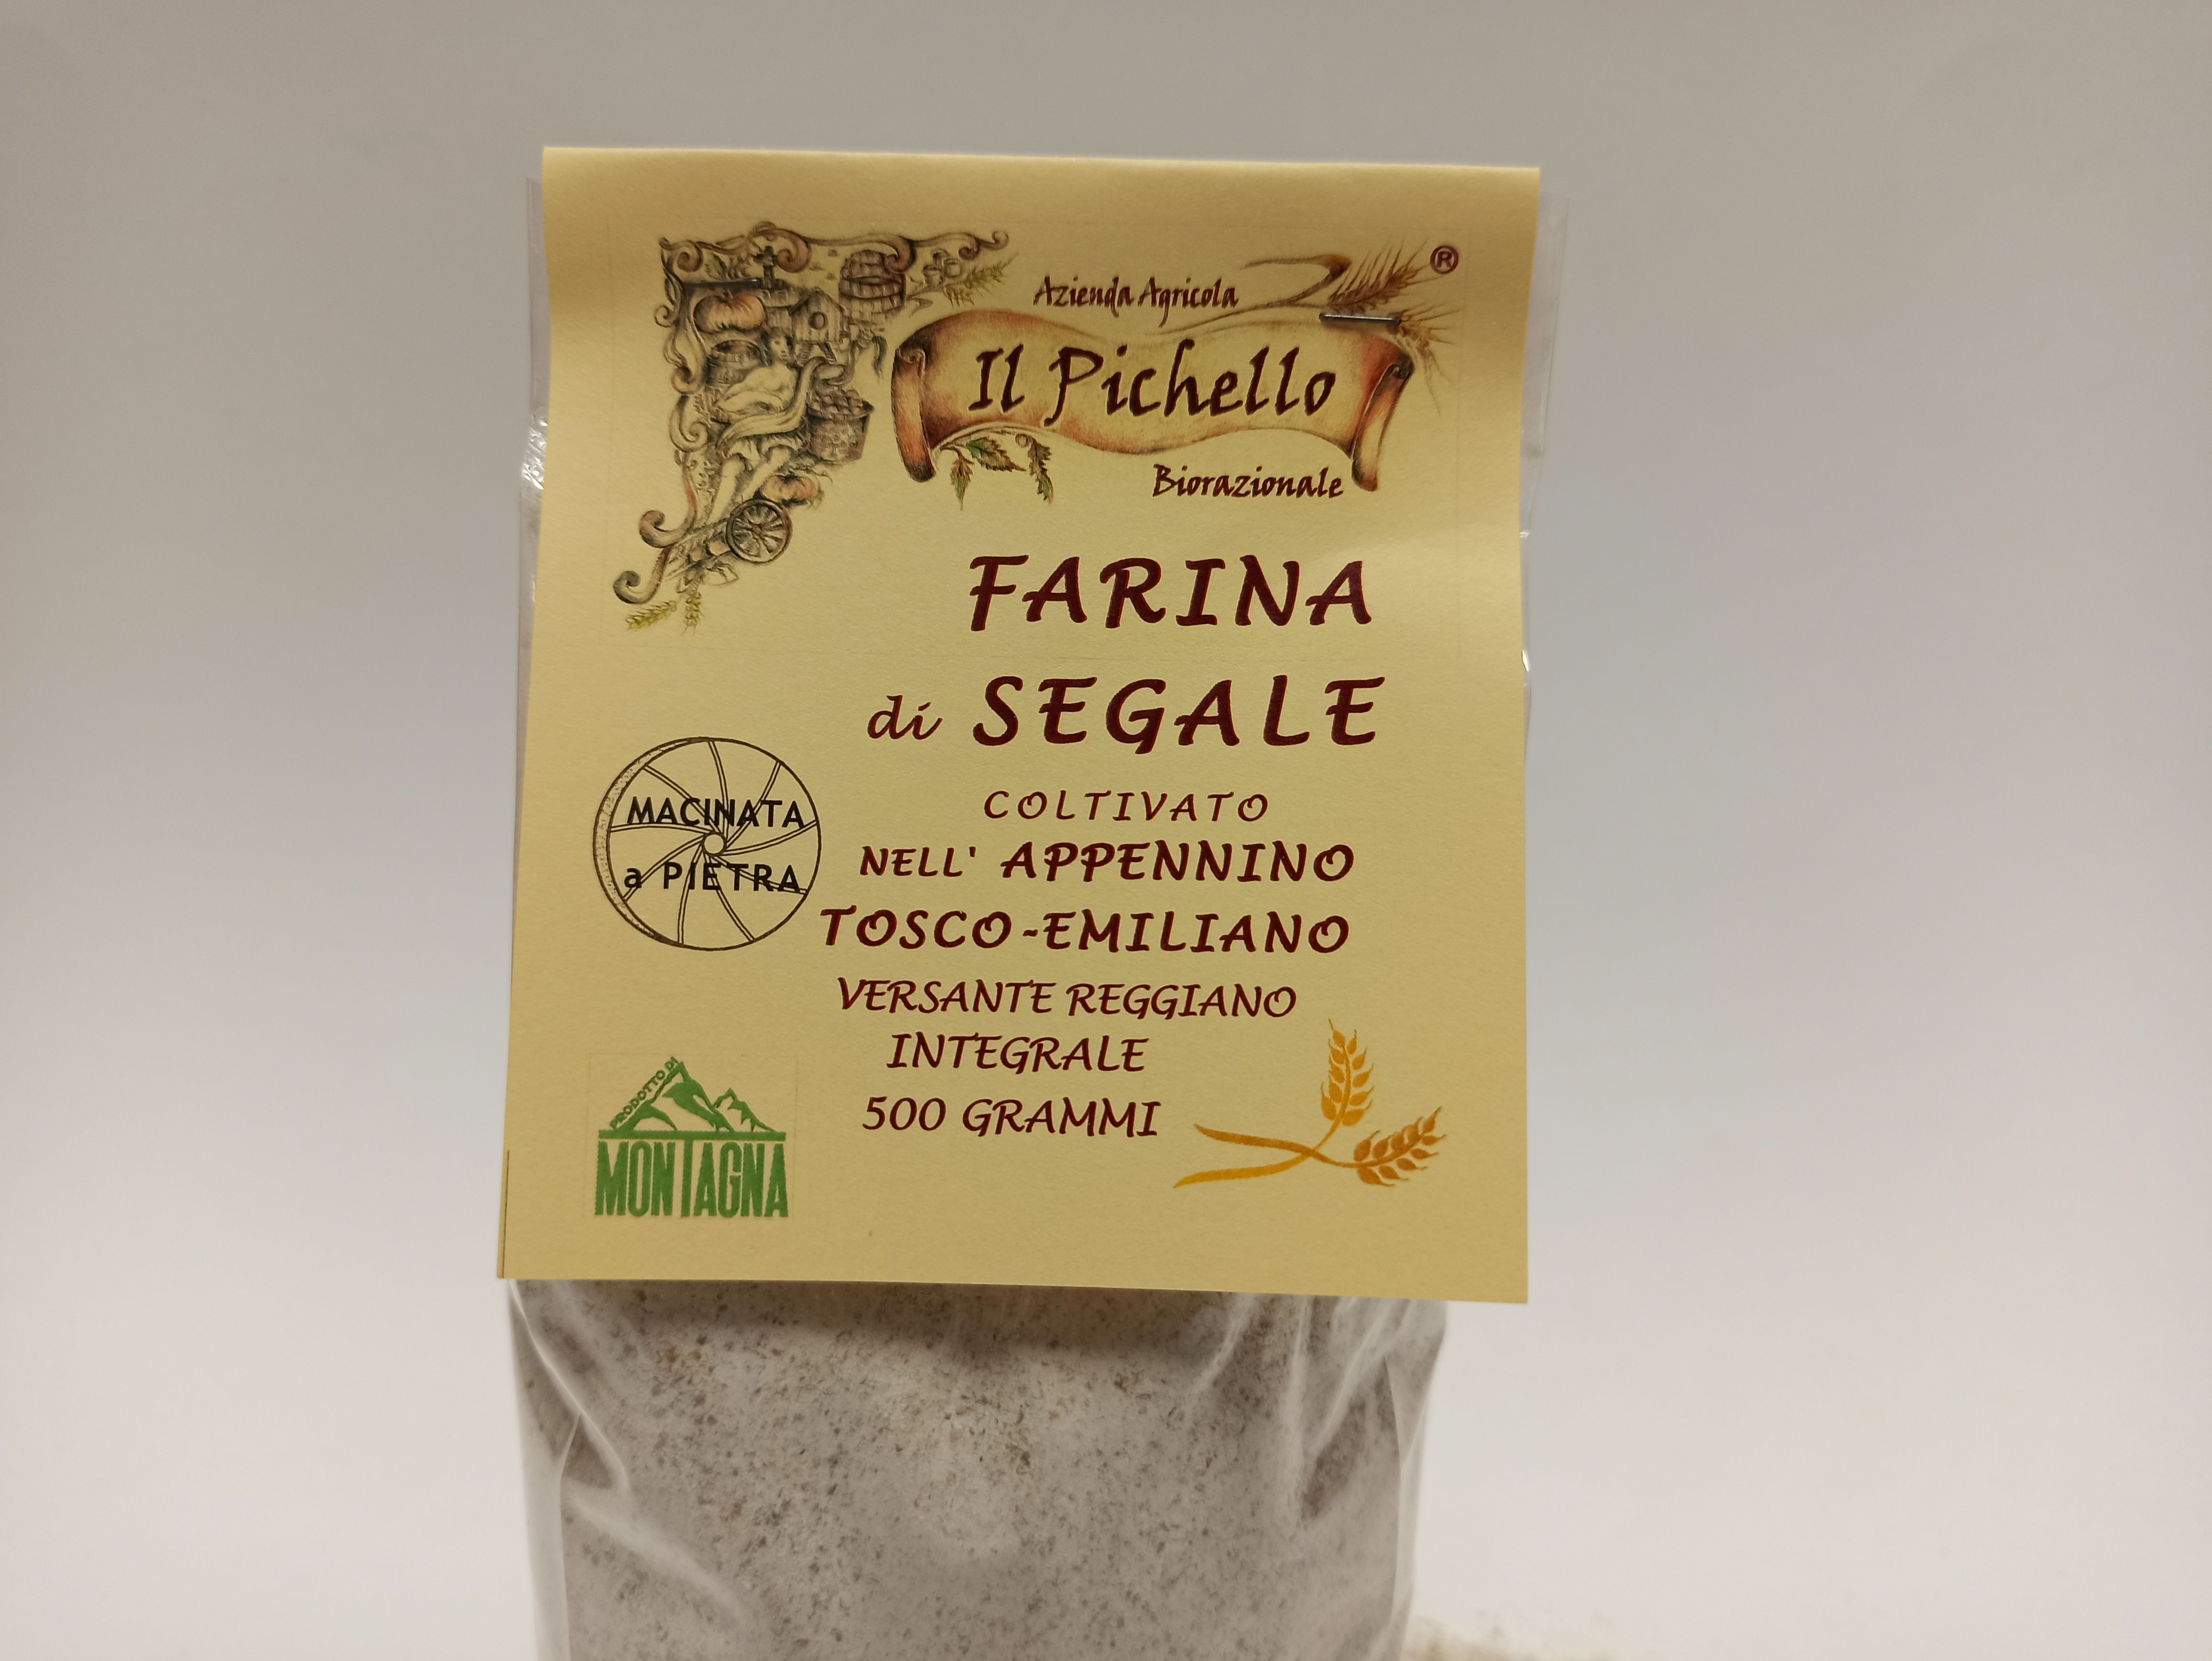 Azienda Agricola
®
Il Pichello
Biorazionale
FARINA
di SEGALE
COLTIVATO
NELL' APPENNINO
TOSCO-EMILIANO
VERSANTE REGGIANO
INTEGRALE
500 GRAMMI
MACINATA
a PIETRA
PRODOTTO DI
MONTAGNA